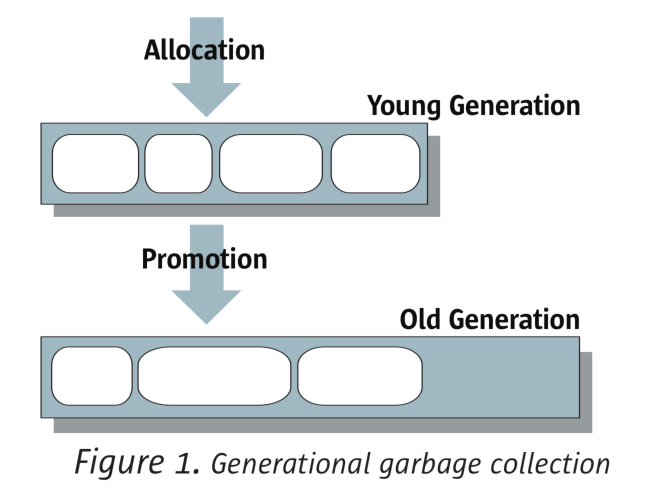 Allocation
Young Generation
Promotion
Old Generation
Figure 1. Generational garbage collection